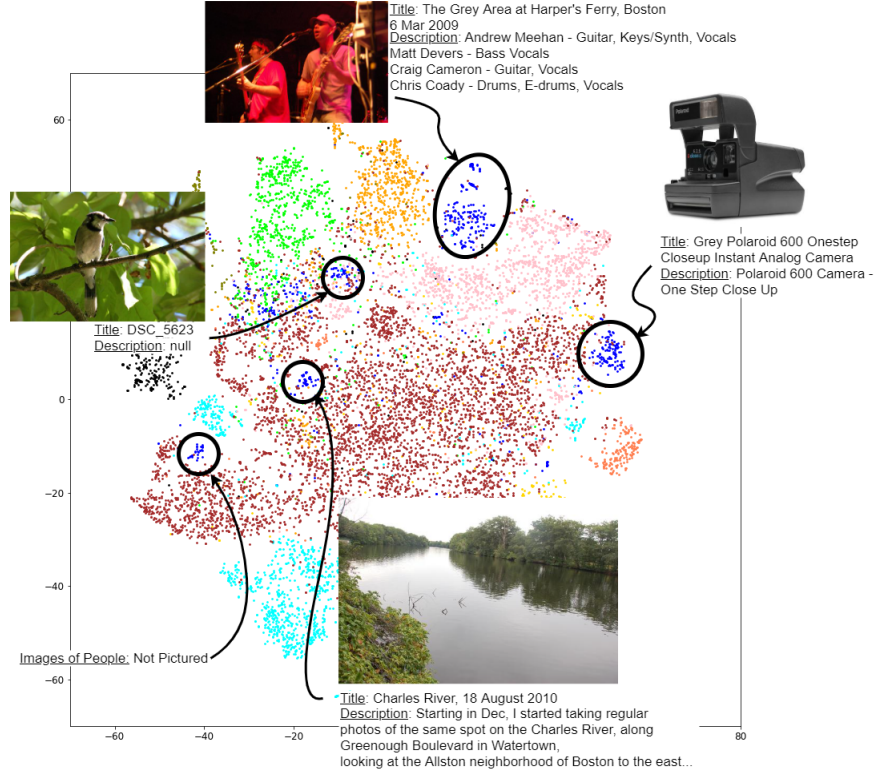 Title: The Grey Area at Harper's Ferry, Boston
6 Mar 2009
Description: Andrew Meehan - Guitar, Keys/Synth, Vocals
Matt Devers - Bass Vocals
Craig Cameron - Guitar, Vocals
Chris Coady - Drums, E-drums, Vocals
60
Polaroid
Title: Grey Polaroid 600 Onestep
Closeup Instant Analog Camera
Description: Polaroid 600 Camera -
One Step Close Up
Title: DSC_5623
Description: null
0
−20
−40
−60
Images of People: Not Pictured
Title: Charles River, 18 August 2010
Description: Starting in Dec, I started taking regular
photos of the same spot on the Charles River, along
Greenough Boulevard in Watertown,
looking at the Allston neighborhood of Boston to the east...
−60
−40
−20
80